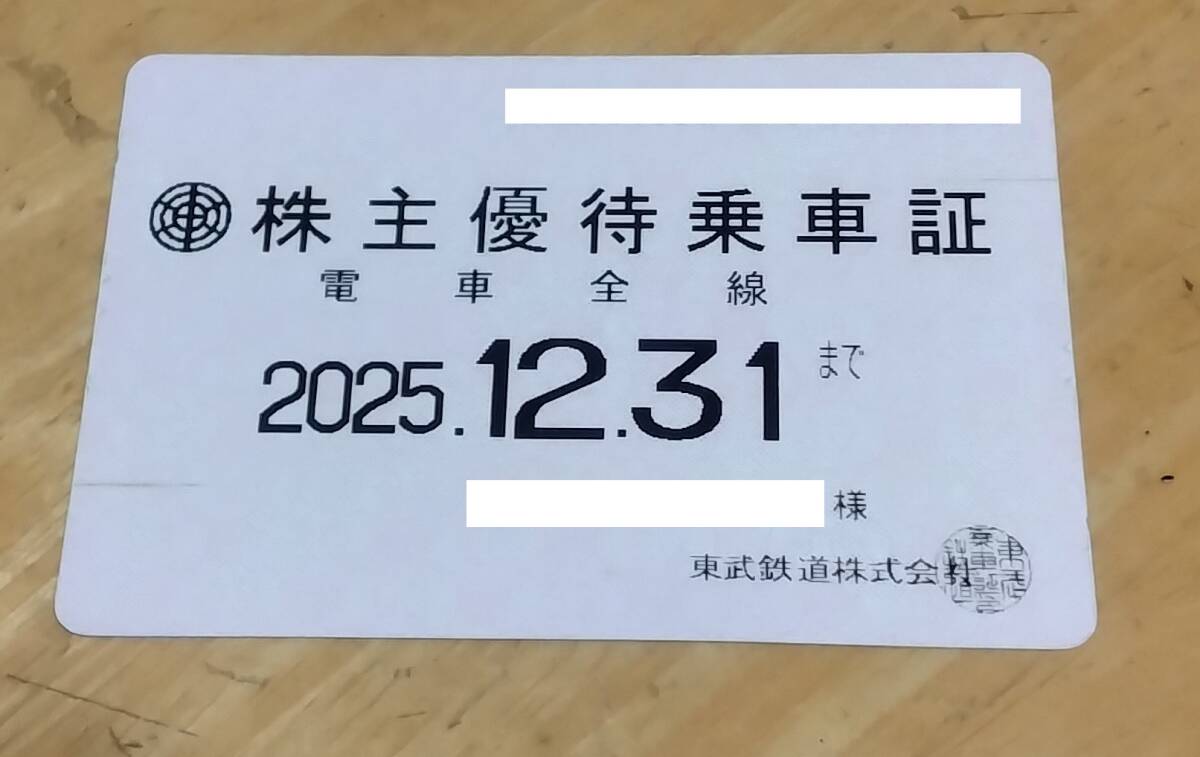 株主優待乗車証
電車全線
2025.12.31まで
様
東武鉄道株式会社